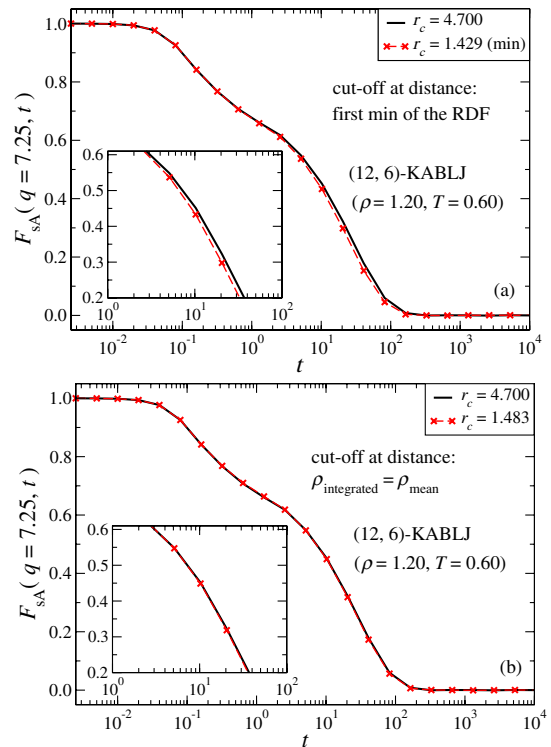 1.0
0.8
0.6
0.4
0.2
0.0
F_sA(q = 7.25, t)
r_c = 4.700
r_c = 1.429 (min)
cut-off at distance:
first min of the RDF
(12, 6)-KABLJ
(ρ = 1.20, T = 0.60)
0.6
0.5
0.4
0.3
0.2
10^0 10^1 10^2
(a)
10^-2 10^-1 10^0 10^1 10^2 10^3 10^4
t
1.0
0.8
0.6
0.4
0.2
0.0
F_sA(q = 7.25, t)
r_c = 4.700
r_c = 1.483
cut-off at distance:
ρ_integrated = ρ_mean
(12, 6)-KABLJ
(ρ = 1.20, T = 0.60)
0.6
0.5
0.4
0.3
0.2
10^0 10^1 10^2
(b)
10^-2 10^-1 10^0 10^1 10^2 10^3 10^4
t